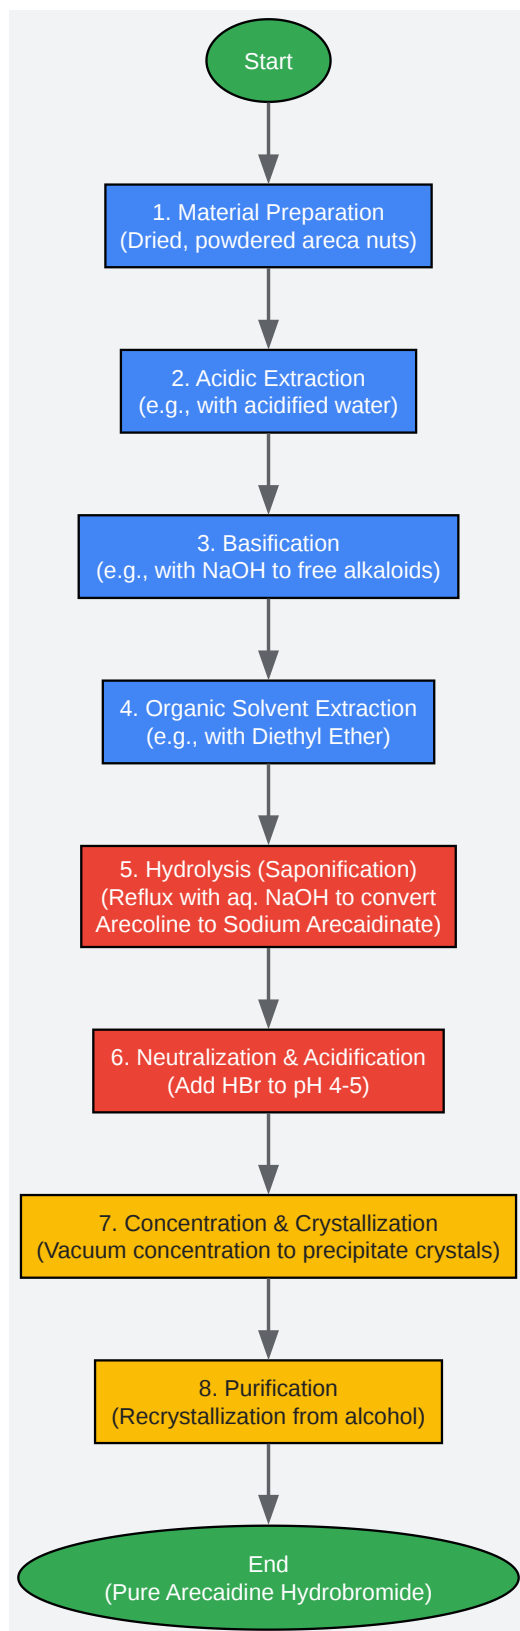 Start
1. Material Preparation
(Dried, powdered areca nuts)
2. Acidic Extraction
(e.g., with acidified water)
3. Basification
(e.g., with NaOH to free alkaloids)
4. Organic Solvent Extraction
(e.g., with Diethyl Ether)
5. Hydrolysis (Saponification)
(Reflux with aq. NaOH to convert
Arecoline to Sodium Arecaidinate)
6. Neutralization & Acidification
(Add HBr to pH 4-5)
7. Concentration & Crystallization
(Vacuum concentration to precipitate crystals)
8. Purification
(Recrystallization from alcohol)
End
(Pure Arecaidine Hydrobromide)